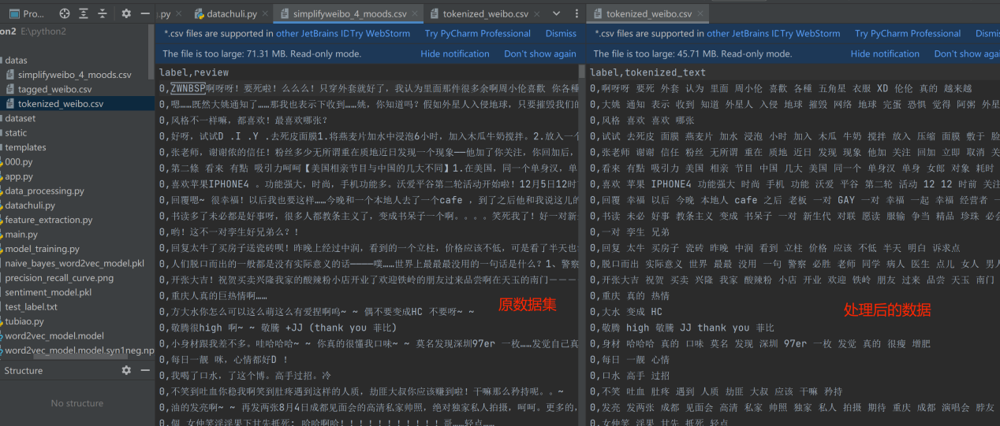 Pro...
.py
datachuli.py
simplifyweibo_4_moods.csv
tokenized_weibo.csv
tokenized_weibo.csv
on2 E:\python2
*.csv files are supported in other JetBrains IDTry WebStorm Try PyCharm Professional Dismiss
*.csv files are supported in other JetBrains IDTry WebStorm Try PyCharm Professional Dismi
The file is too large: 71.31 MB. Read-only mode. Hide notification Don't show again
The file is too large: 45.71 MB. Read-only mode. Hide notification Don't show aga
datas
simplifyweibo_4_moods.csv
tagged_weibo.csv
tokenized_weibo.csv
dataset
static
templates
000.py
app.py
data_processing.py
datachuli.py
feature_extraction.py
main.py
model_training.py
naive_bayes_word2vec_model.pkl
precision_recall_curve.png
sentiment_model.pkl
test_label.txt
tubiao.py
word2vec_model.model
word2vec_model.model.syn1neg.np
Structure
No structure
label,review
0,ZWNBSP啊呀呀!要死啦!么么么!只穿外套就好了,我认为里面那件很多余啊周小伦喜歡 你各種
0,嗯……既然大姚通知了……那我也表示下收到……姚,你知道吗?假如外星人入侵地球,只要摧毁我们的
0,风格不一样嘛,都喜欢!最喜欢哪张?
0,好呀,试试D .I .Y .去死皮面膜1.将燕麦片加水中浸泡6小时,加入木瓜牛奶搅拌。2.放入一个
0,张老师,谢谢你的信任!粉丝多少无所谓重在质地近日发现一个现象——他加了你关注,你回加后,
0,第二條 看來 有點 吸引力呵呵【美国相亲节目与中国的几大不同】1.在美国,同一个单身汉,单
0,喜欢苹果IPHONE4 。功能强大,时尚,手机功能多。沃爱平谷第二轮活动开始啦!12月5日12时
0,回覆嗯~ 很幸福!以后我也要这样……今晚和一个本地人去了一个cafe ,到了之后他和我说这儿的
0,书读多了未必都是好事呀,很多人都教条主义了,变成书呆子一个啊。。。。笑死我了!好一对新
0,哟!这不一对孪生好兄弟么?!
0,回复太牛了买房子送瓷砖呗!昨晚上经过中润,看到的一个立柱,价格应该不低,可是看了半天也
0,人们脱口而出的一般都是没有实际意义的话————噗……世界上最最最没用的一句话是什么?1、警察
0,开张大吉!祝贺买卖兴隆我家的酸辣粉小店开业了欢迎铁岭的朋友过来品尝啊在天玉的南门－－－
0,重庆人真的巨热情啊……
0,方大水你怎么可以这么萌这么有爱捏啊呜~ ~ 偶不要变成HC 不要呀~ ~
0,敬腾很high 啊~ ~ 敬騰 +JJ (thank you 菲比)
0,小身材跟我差不多。哇哈哈哈~ ~ 你真的很懂我口味~ ~ 莫名发现深圳97er 一枚……发觉自己真
0,每日一靓 咪,心情都好D !
0,我喝了口水,了这个博。高手过招。冷
0,不笑到吐血你稳我啊笑到肚疼遇到这样的人质,劫匪大叔你应该赚到啦!干嘛那么矜持呢。。~
0,油的发亮啊~ ~ 再发两张8月4日成都见面会的高清私家帅照,绝对独家私人拍摄,呵呵。更多的,
原数据集
label,tokenized_text
0,啊呀呀 要死 外套 认为 里面 周小伦 喜歡 各種 五角星 衣服 XD 伦伦 真的 越来越
0,大姚 通知 表示 收到 知道 外星人 入侵 地球 摧毁 网络 地球 完蛋 恐惧 觉得 阿粥 外星
0,风格 喜欢 喜欢 哪张
0,试试 去死皮 面膜 燕麦片 加水 浸泡 小时 加入 木瓜 牛奶 搅拌 放入 压缩 面膜 敷于 脸
0,张老师 谢谢 信任 粉丝 无所谓 重在 质地 近日 发现 现象 他加 关注 回加 立即 取消 关
0,看來 有點 吸引力 美国 相亲 节目 中国 几大 美国 同一个 单身汉 单身 女郎 对象 耗时
0,喜欢 苹果 IPHONE4 功能强大 时尚 手机 功能 沃爱 平谷 第二轮 活动 12 12 时前 关注
0,回覆 幸福 以后 今晚 本地人 cafe 之后 老板 一对 GAY 一对 幸福 一起 幸福 经营者 一
0,书读 未必 好事 教条主义 变成 书呆子 一对 新生代 对联 愿读 服输 争当 精品 珍珠 必会
0,一对 孪生 兄弟
0,回复 太牛 买房子 瓷砖 昨晚 中润 看到 立柱 价格 应该 不低 半天 明白 诉求点
0,脱口而出 实际意义 世界 最最 没用 一句 警察 必胜 老师 同学 病人 医生 点儿 女人 男人
0,开张大吉 祝贺 买卖 兴隆 我家 酸辣粉 小店 开业 欢迎 铁岭 朋友 过来 品尝 天玉 南门
0,重庆 真的 热情
0,大水 变成 HC
0,敬腾 high 敬騰 JJ thank you 菲比
0,身材 哈哈哈 真的 口味 莫名 发现 深圳 97er 一枚 发觉 真的 很瘦 增肥
0,每日 一靓 心情
0,口水 高手 过招
0,不笑 吐血 肚疼 遇到 人质 劫匪 大叔 应该 干嘛 矜持
0,发亮 发两张 成都 见面会 高清 私家 帅照 独家 私人 拍摄 期待 重庆 成都 演唱会 脖友
处理后的数据